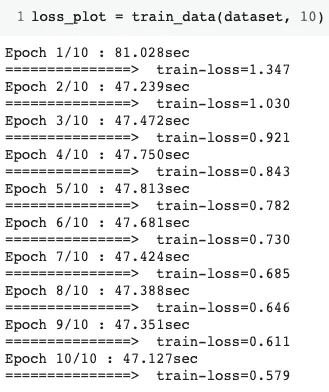 1 loss_plot = train_data(dataset, 10)
Epoch 1/10 : 81.028sec
===============>  train-loss=1.347
Epoch 2/10 : 47.239sec
===============>  train-loss=1.030
Epoch 3/10 : 47.472sec
===============>  train-loss=0.921
Epoch 4/10 : 47.750sec
===============>  train-loss=0.843
Epoch 5/10 : 47.813sec
===============>  train-loss=0.782
Epoch 6/10 : 47.681sec
===============>  train-loss=0.730
Epoch 7/10 : 47.424sec
===============>  train-loss=0.685
Epoch 8/10 : 47.388sec
===============>  train-loss=0.646
Epoch 9/10 : 47.351sec
===============>  train-loss=0.611
Epoch 10/10 : 47.127sec
===============>  train-loss=0.579